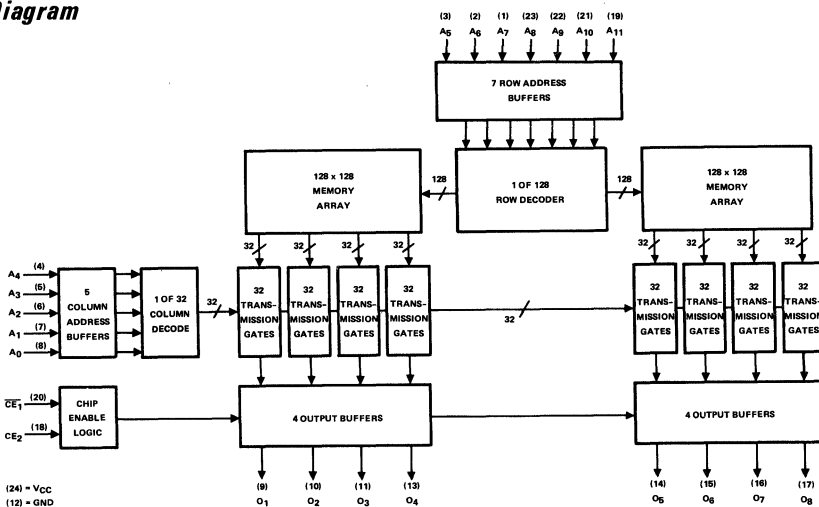 Diagram
(3) (2) (1) (23) (22) (21) (19)
A5 A6 A7 A8 A9 A10 A11
7 ROW ADDRESS
BUFFERS
128 x 128
MEMORY
ARRAY
128
1 OF 128
ROW DECODER
128
128 x 128
MEMORY
ARRAY
32 32 32 32
32 32 32 32
A4 (4)
A3 (5)
A2 (6)
A1 (7)
A0 (8)
5
COLUMN
ADDRESS
BUFFERS
1 OF 32
COLUMN
DECODE
32
32
TRANS-
MISSION
GATES
32
TRANS-
MISSION
GATES
32
TRANS-
MISSION
GATES
32
TRANS-
MISSION
GATES
32
32
TRANS-
MISSION
GATES
32
TRANS-
MISSION
GATES
32
TRANS-
MISSION
GATES
32
TRANS-
MISSION
GATES
CE1 (20)
CE2 (18)
CHIP
ENABLE
LOGIC
4 OUTPUT BUFFERS
4 OUTPUT BUFFERS
(9) (10) (11) (13)
O1 O2 O3 O4
(14) (15) (16) (17)
O5 O6 O7 O8
(24) = VCC
(12) = GND